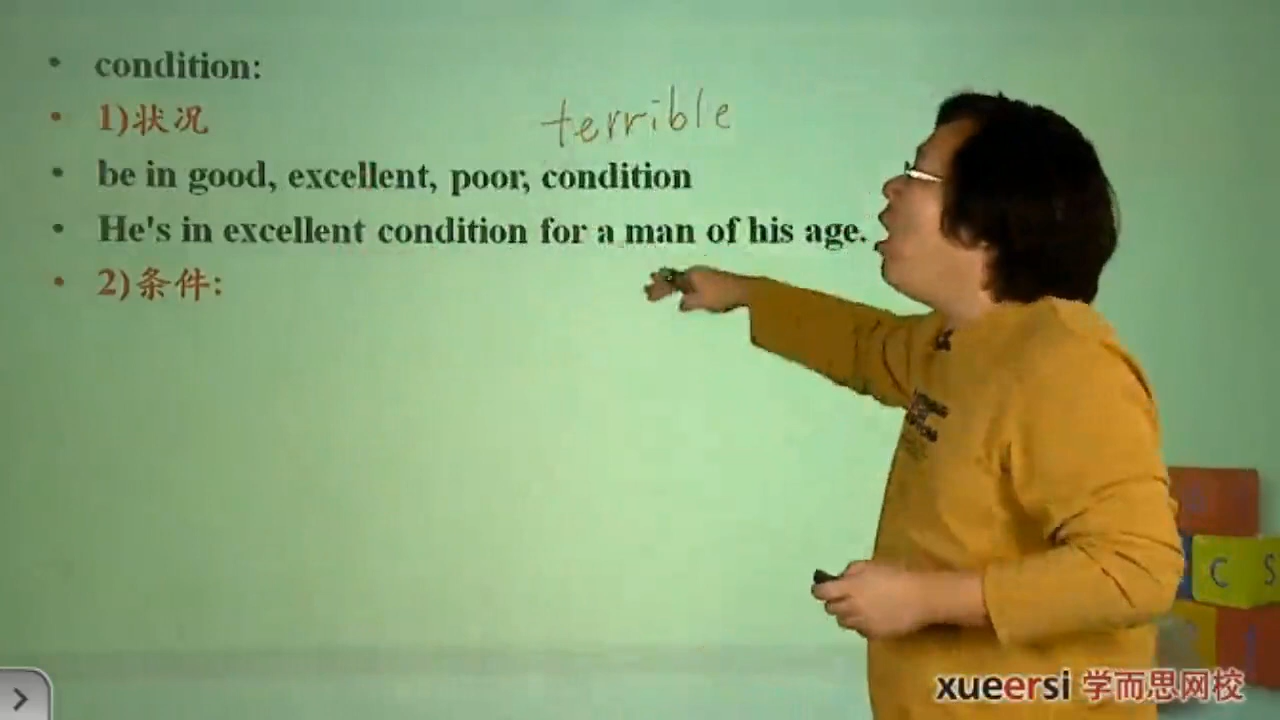 condition:
1)状况
terrible
be in good, excellent, poor, condition
He's in excellent condition for a man of his age.
2)条件:
C S
xueersi 学而思网校